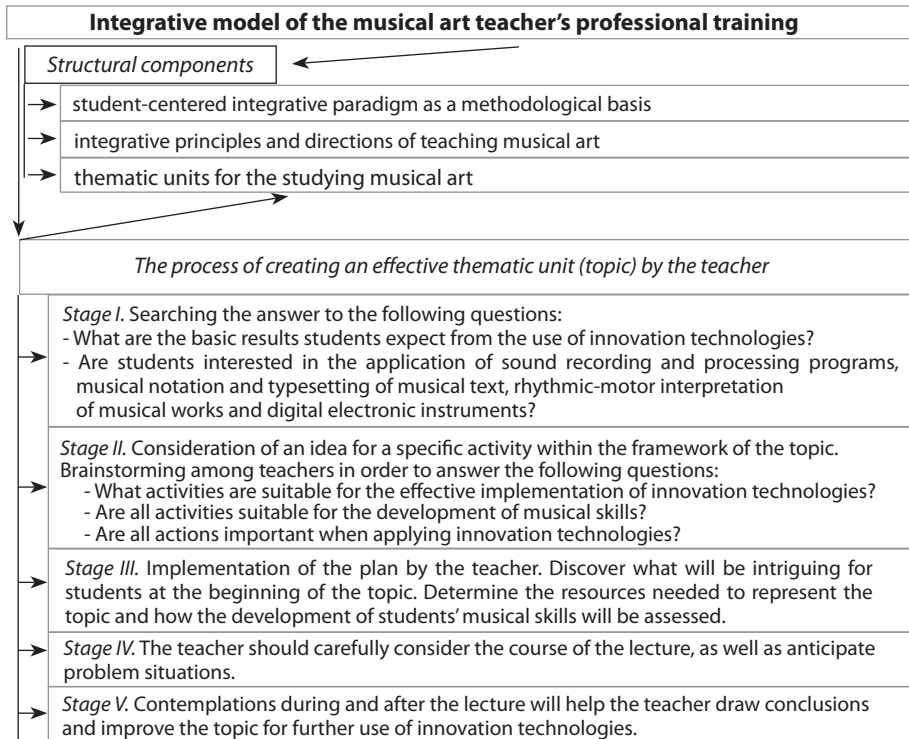 Integrative model of the musical art teacher's professional training
Structural components
student-centered integrative paradigm as a methodological basis
integrative principles and directions of teaching musical art
thematic units for the studying musical art
The process of creating an effective thematic unit (topic) by the teacher
Stage I. Searching the answer to the following questions:
- What are the basic results students expect from the use of innovation technologies?
- Are students interested in the application of sound recording and processing programs,
musical notation and typesetting of musical text, rhythmic-motor interpretation
of musical works and digital electronic instruments?
Stage II. Consideration of an idea for a specific activity within the framework of the topic.
Brainstorming among teachers in order to answer the following questions:
- What activities are suitable for the effective implementation of innovation technologies?
- Are all activities suitable for the development of musical skills?
- Are all actions important when applying innovation technologies?
Stage III. Implementation of the plan by the teacher. Discover what will be intriguing for
students at the beginning of the topic. Determine the resources needed to represent the
topic and how the development of students' musical skills will be assessed.
Stage IV. The teacher should carefully consider the course of the lecture, as well as anticipate
problem situations.
Stage V. Contemplations during and after the lecture will help the teacher draw conclusions
and improve the topic for further use of innovation technologies.